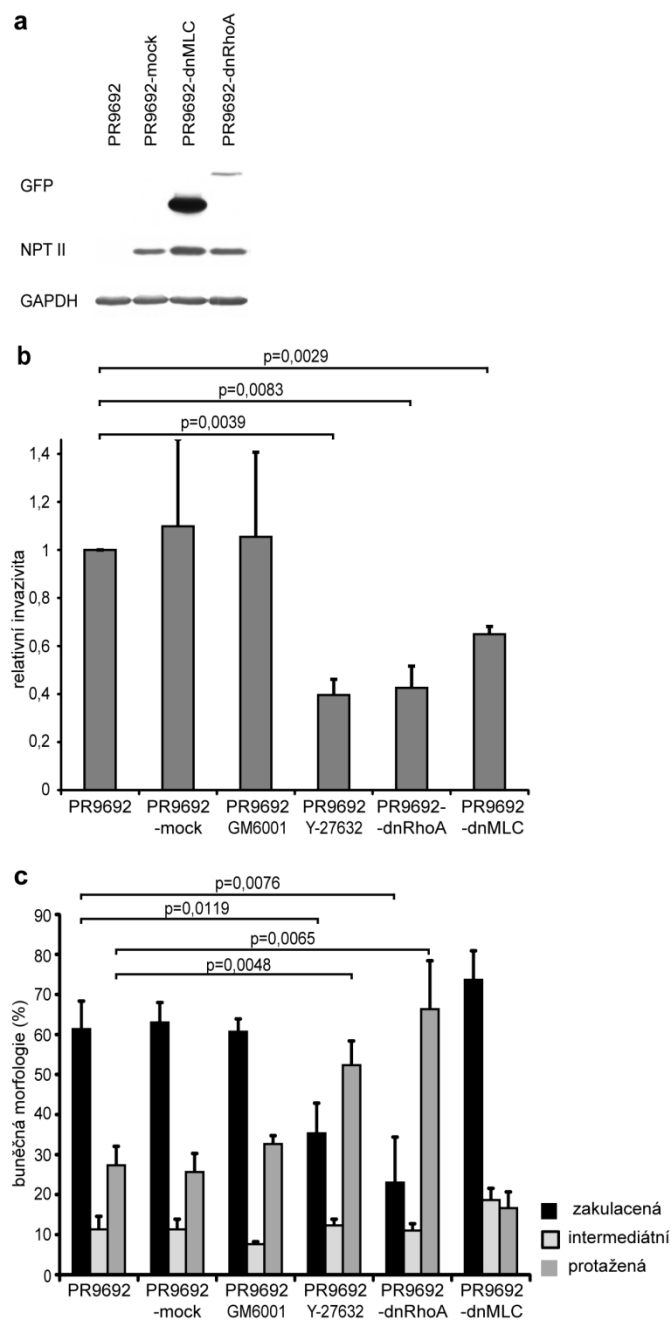 a
PR9692
PR9692-mock
PR9692-dnMLC
PR9692-dnRhoA
GFP
NPT II
GAPDH
b
p=0,0029
p=0,0083
p=0,0039
relativní invazivita
1,4
1,2
1
0,8
0,6
0,4
0,2
0
PR9692 PR9692 PR9692 PR9692 PR9692- PR9692
-mock GM6001 Y-27632 -dnRhoA -dnMLC
c
p=0,0076
p=0,0119
p=0,0065
p=0,0048
buněčná morfologie (%)
90
80
70
60
50
40
30
20
10
0
zakulacená
intermediátní
protažená
PR9692 PR9692 PR9692 PR9692 PR9692 PR9692
-mock GM6001 Y-27632 -dnRhoA -dnMLC